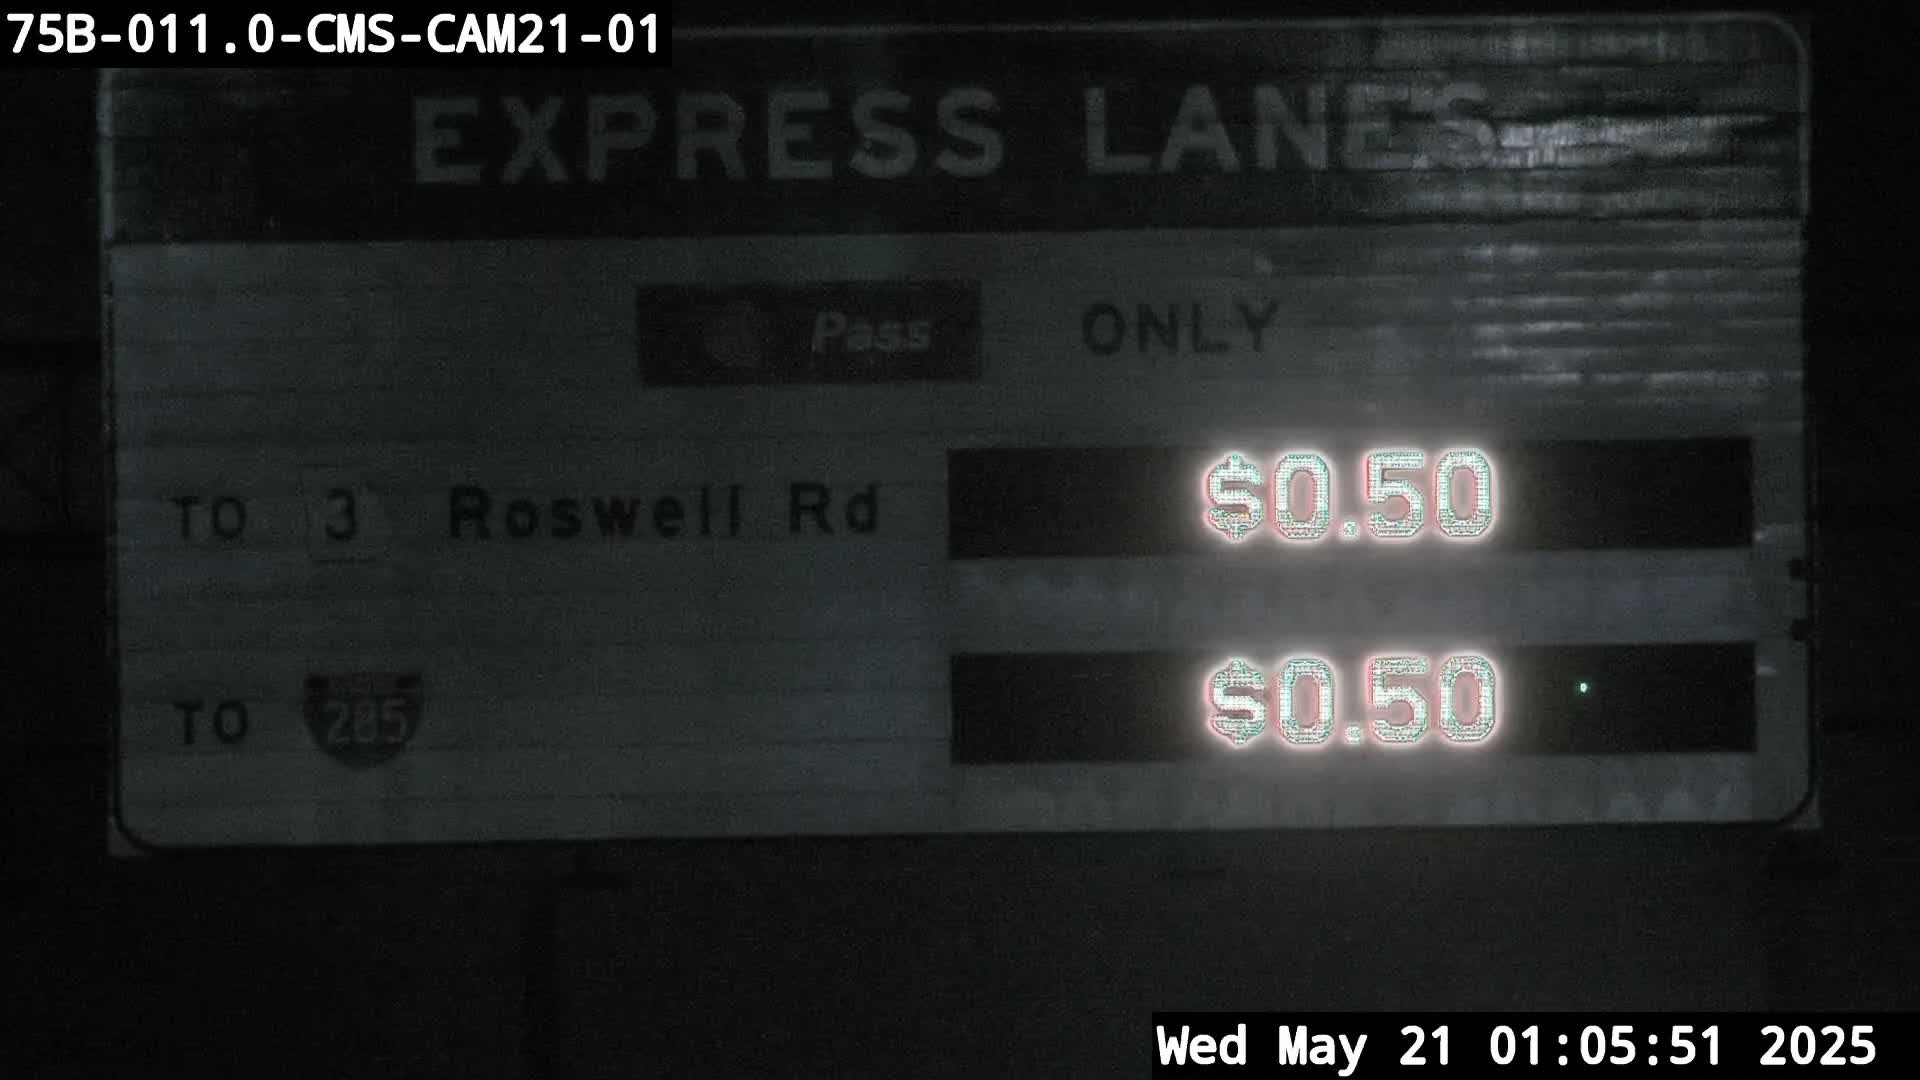 75B-011.0-CMS-CAM21-01
EXPRESS LANES
Pass ONLY
TO 3 Roswell Rd $0.50
TO 285 $0.50
Wed May 21 01:05:51 2025